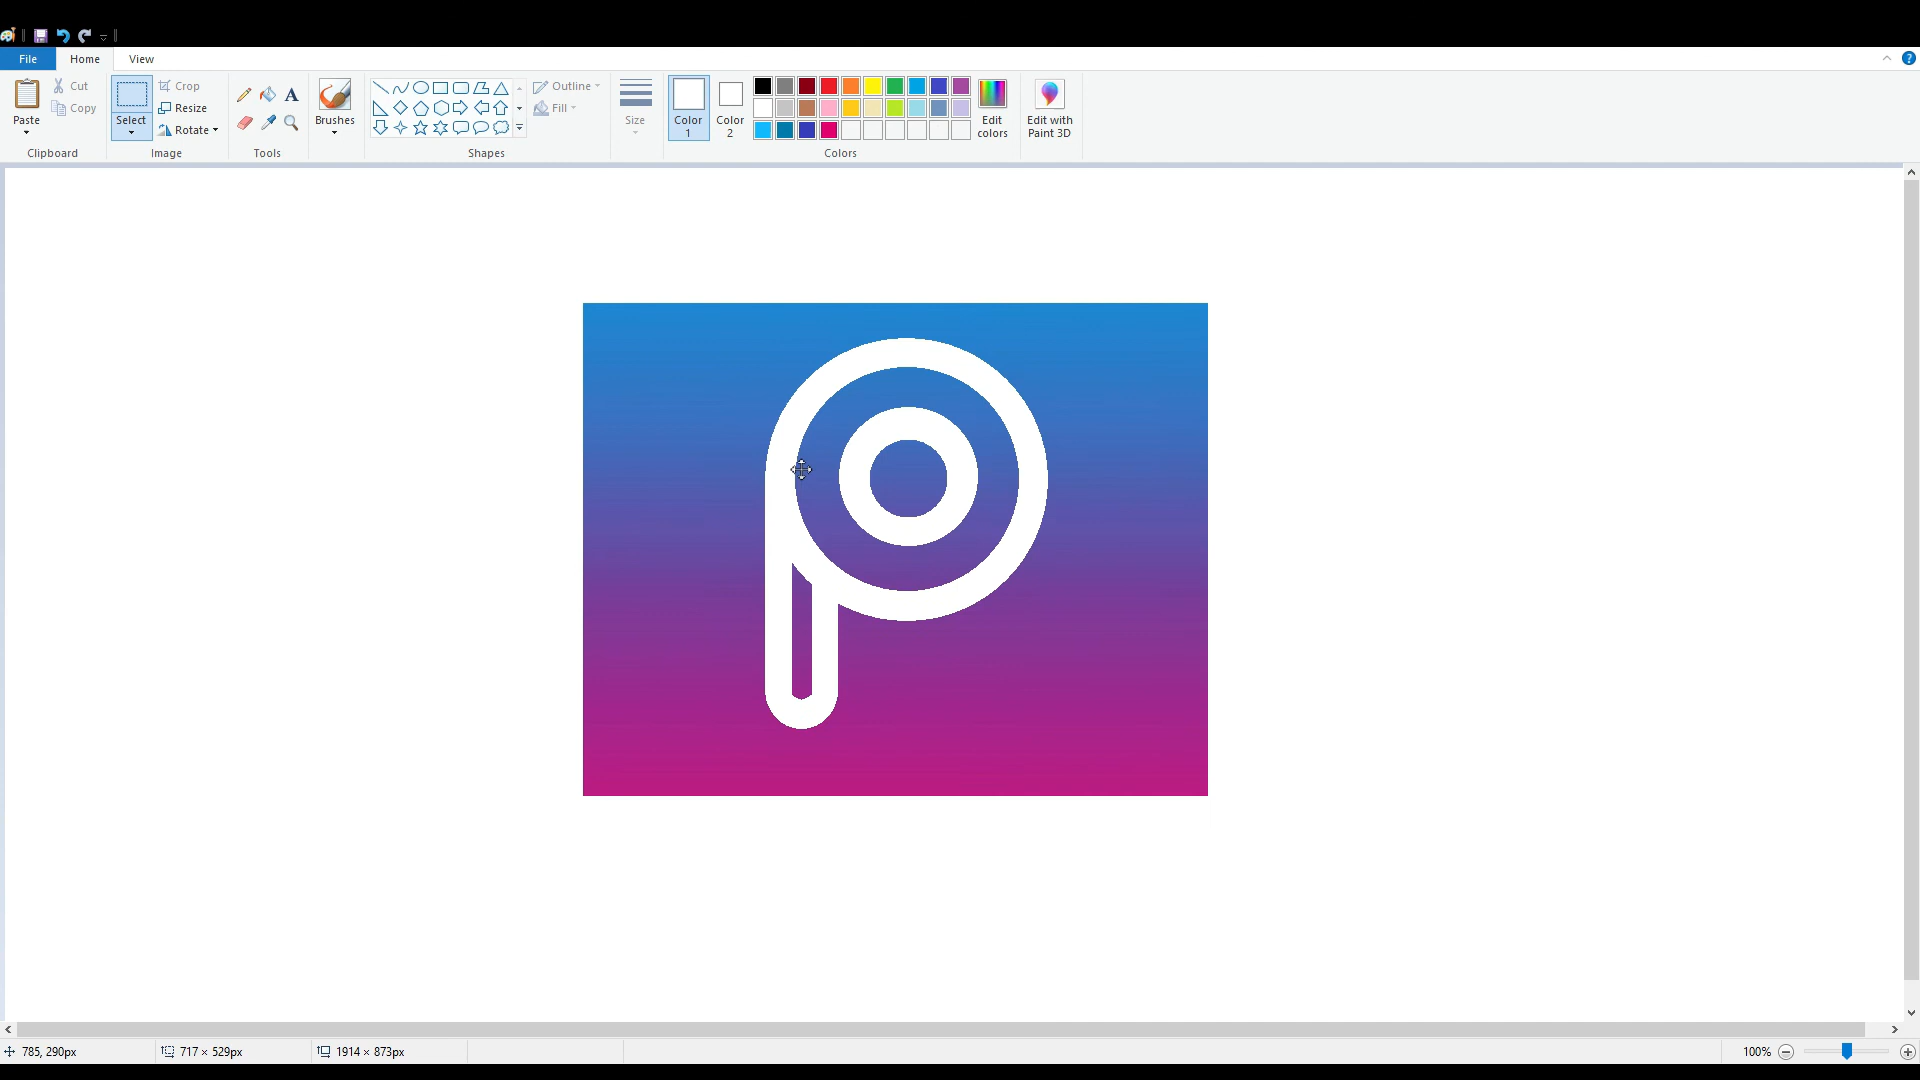 File Home View
Paste Cut Copy
Clipboard
Select Crop Resize Rotate
Image
A
Tools
Brushes
Outline Fill
Shapes
Size
Color 1 Color 2
Edit colors
Colors
Edit with Paint 3D
785, 290px 717 × 529px 1914 × 873px 100%